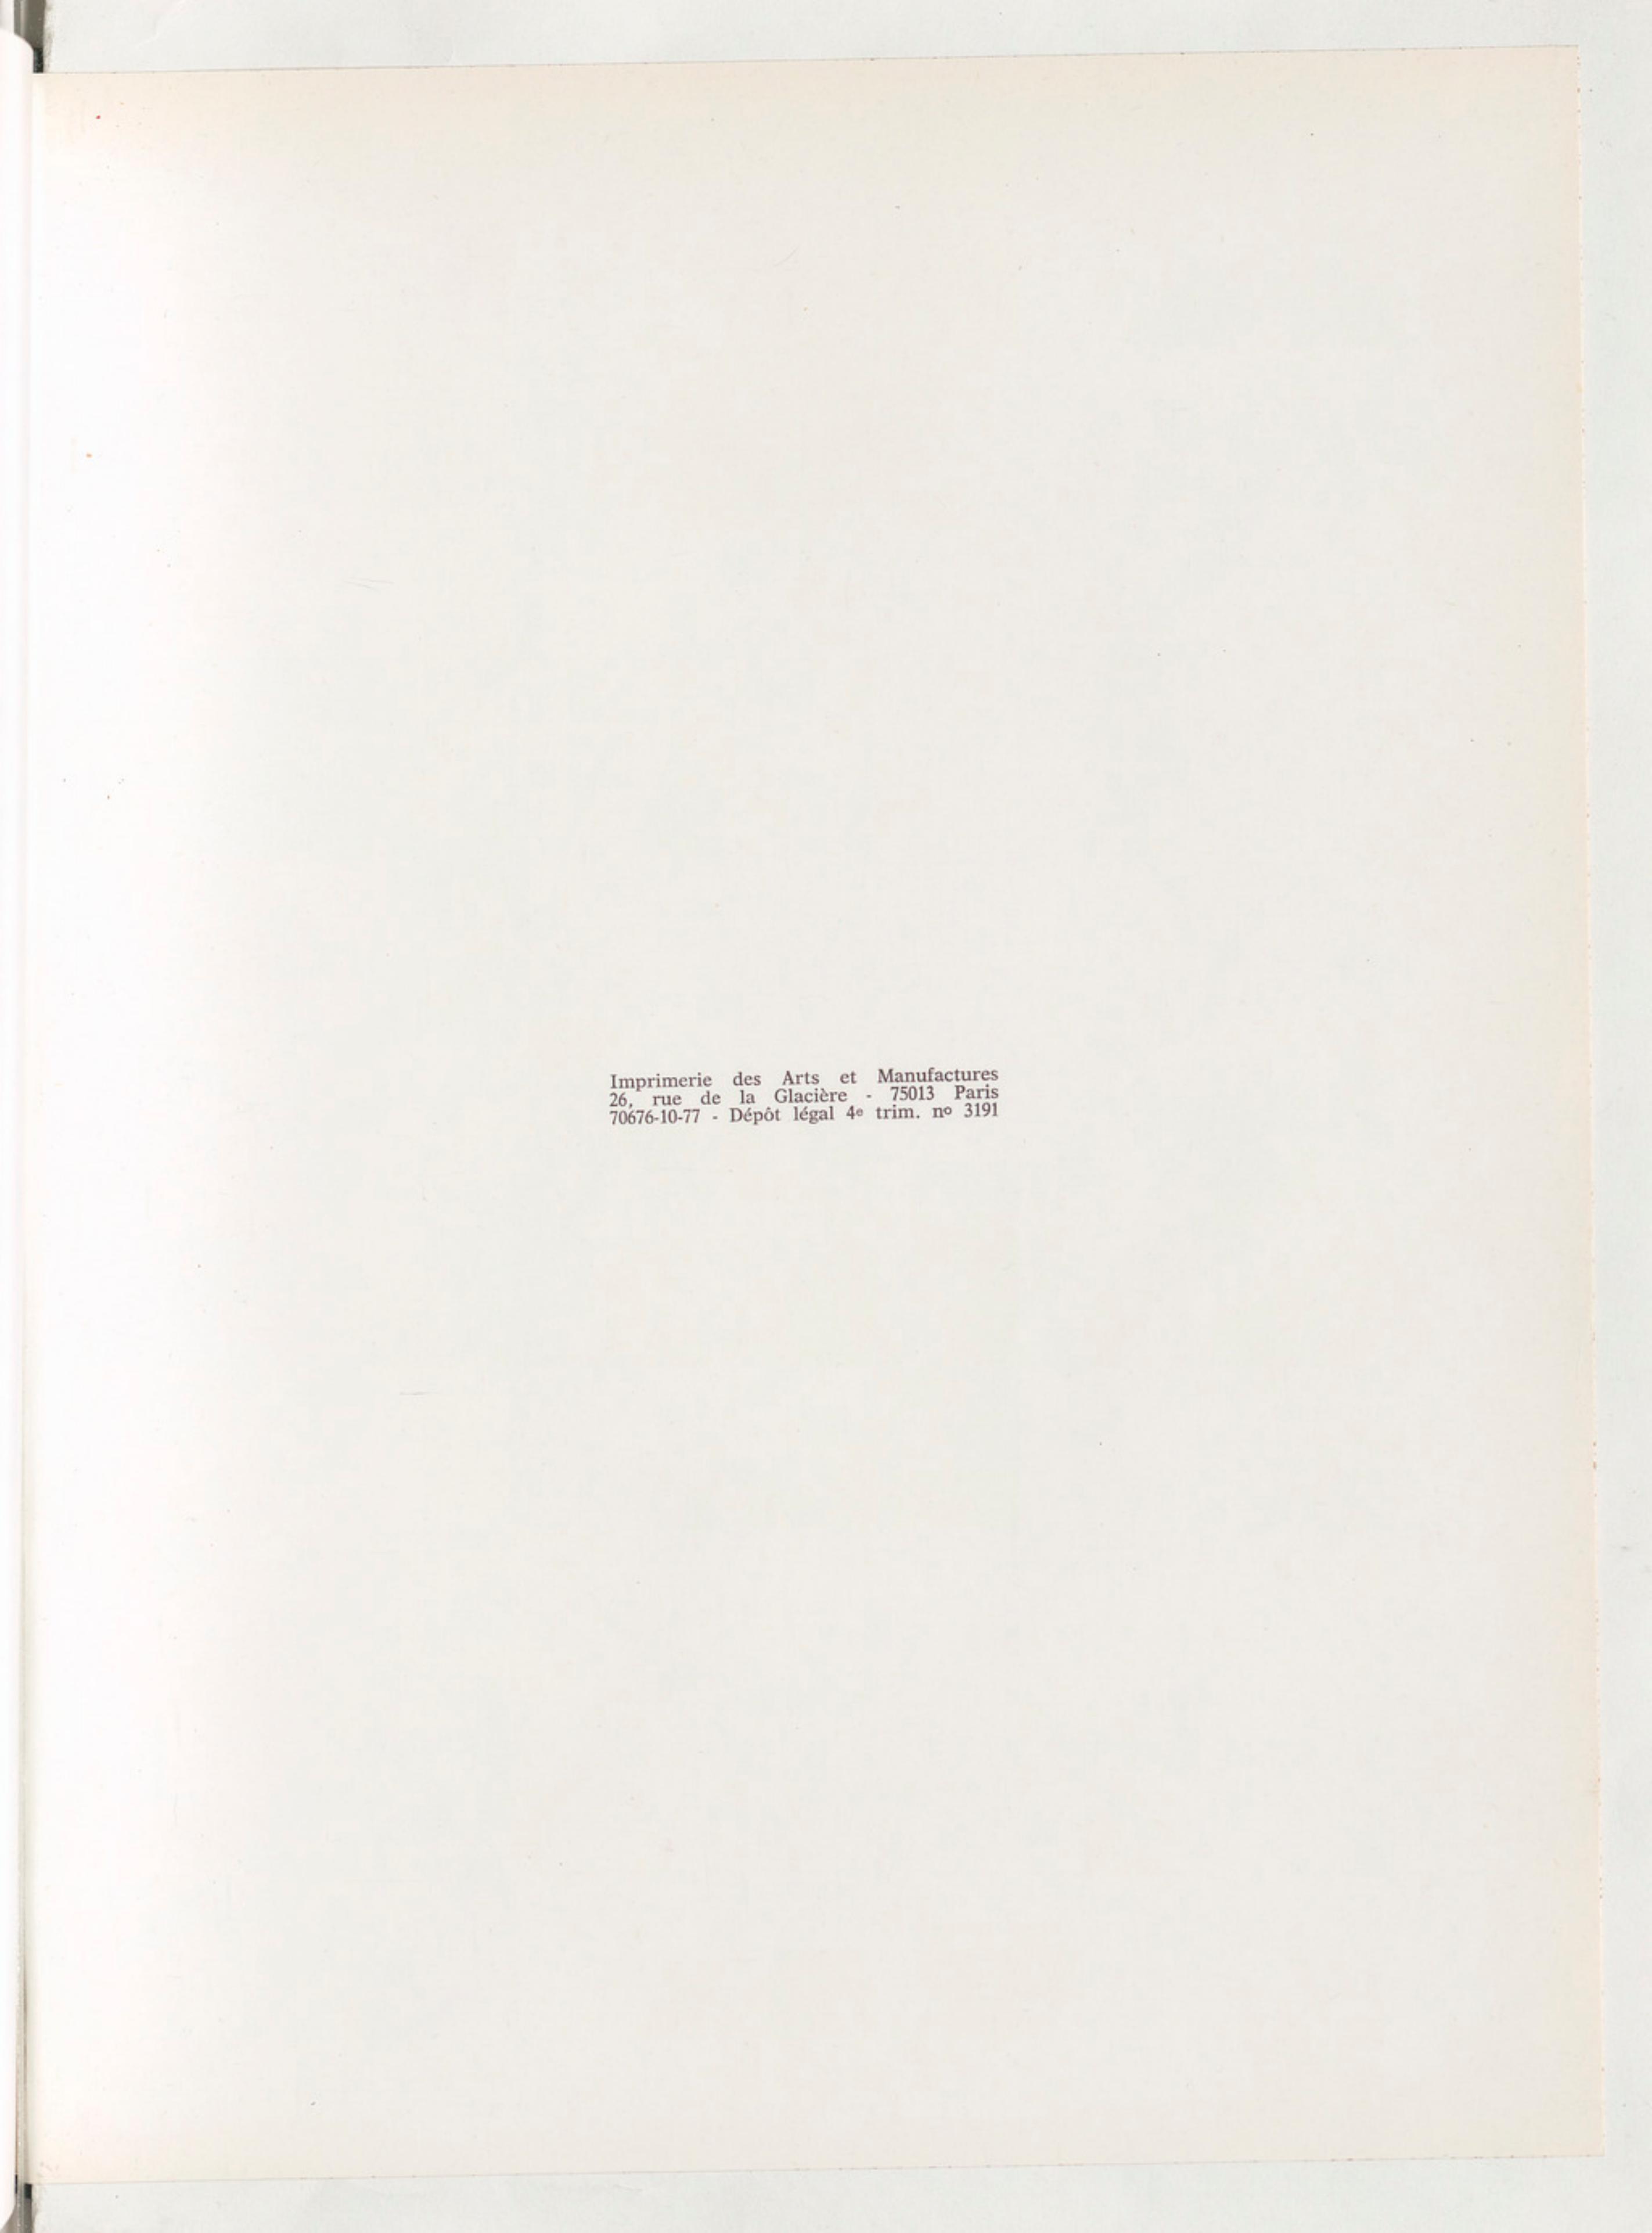 Imprimerie des Arts et Manufactures
26, rue de la Glacière - 75013 Paris
70676-10-77 - Dépôt légal 4e trim. no 3191